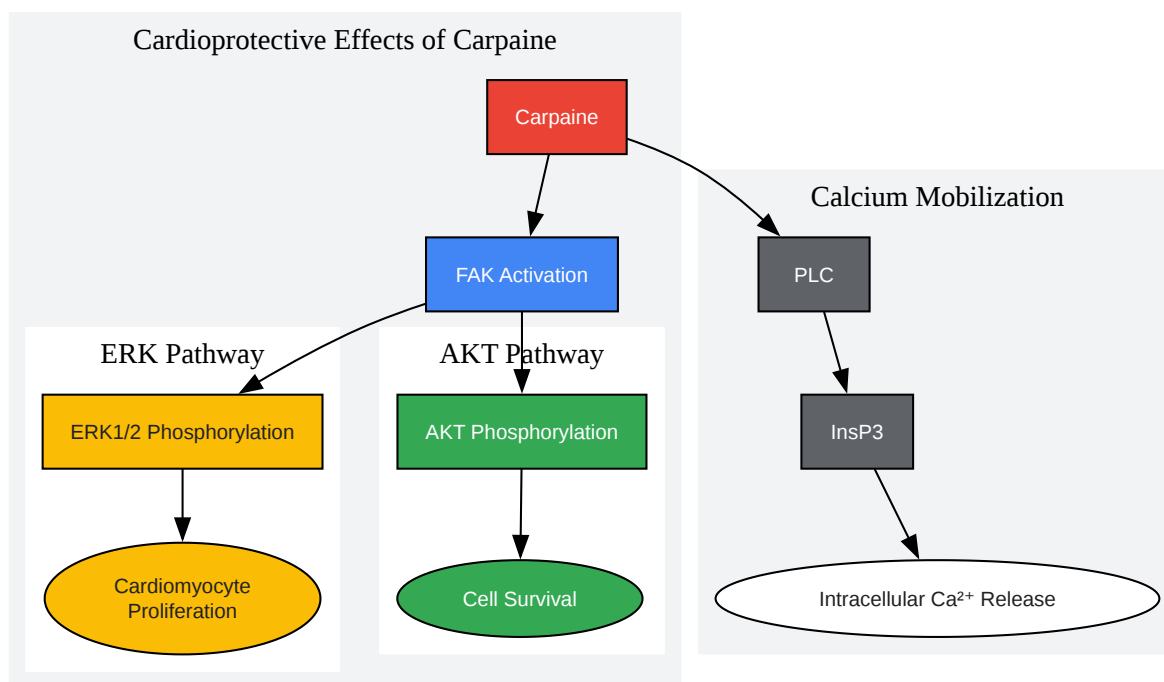 Cardioprotective Effects of Carpaine
Carpaine
Calcium Mobilization
FAK Activation
PLC
ERK Pathway
AKT Pathway
ERK1/2 Phosphorylation
AKT Phosphorylation
InsP3
Cardiomyocyte
Proliferation
Cell Survival
Intracellular Ca²⁺ Release